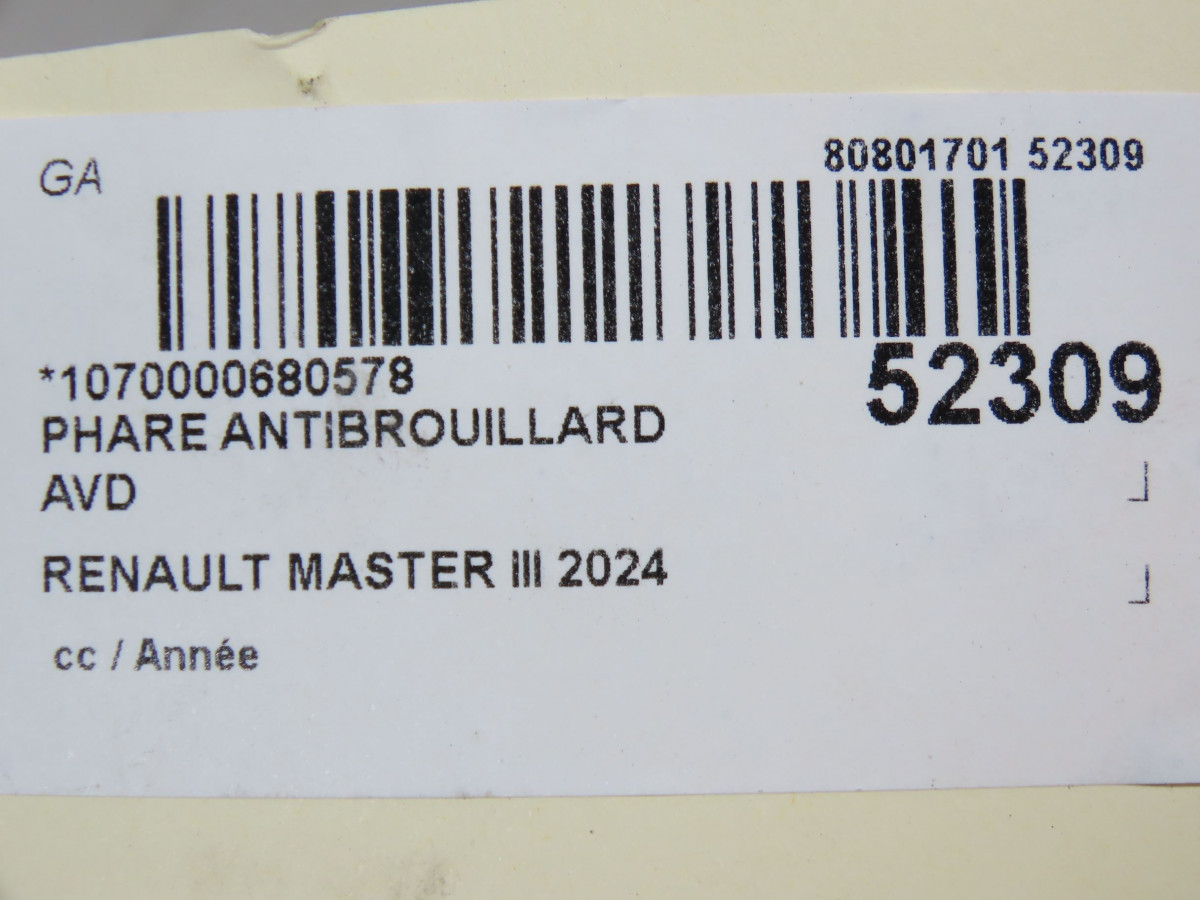 GA
80801701 52309
*1070000680578
52309
PHARE ANTIBROUILLARD
AVD
RENAULT MASTER III 2024
cc / Année